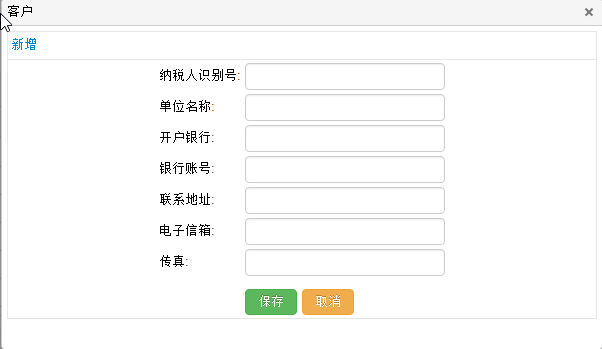 客户
新增
纳税人识别号:
单位名称:
开户银行:
银行账号:
联系地址:
电子信箱:
传真:
保存 取消